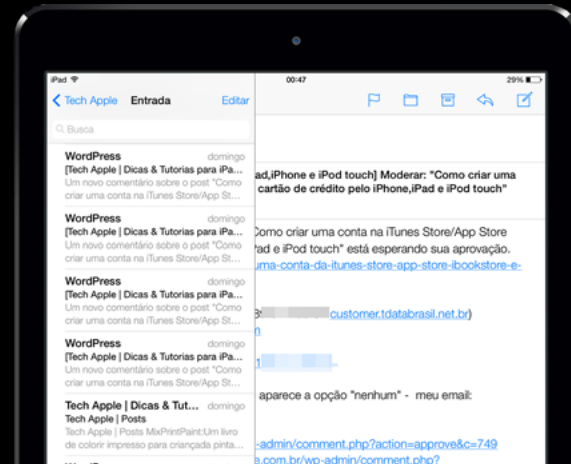 iPad 00:47 29%
Tech Apple Entrada Editar
Busca
WordPress domingo
[Tech Apple | Dicas & Tutorias para iPa...
Um novo comentário sobre o post "Como
criar uma conta na iTunes Store/App St...
WordPress domingo
[Tech Apple | Dicas & Tutorias para iPa...
Um novo comentário sobre o post "Como
criar uma conta na iTunes Store/App St...
WordPress domingo
[Tech Apple | Dicas & Tutorias para iPa...
Um novo comentário sobre o post "Como
criar uma conta na iTunes Store/App St...
WordPress domingo
[Tech Apple | Dicas & Tutorias para iPa...
Um novo comentário sobre o post "Como
criar uma conta na iTunes Store/App St...
Tech Apple | Dicas & Tut... domingo
Tech Apple | Posts
Tech Apple | Posts MixPrintPaint:Um livro
de colorir impresso para criançada pinta...
ad,iPhone e iPod touch] Moderar: "Como criar uma
cartão de crédito pelo iPhone,iPad e iPod touch"
Como criar uma conta na iTunes Store/App Store
Pad e iPod touch" está esperando sua aprovação.
uma-conta-da-itunes-store-app-store-ibookstore-e-
customer.tdatabrasil.net.br)
aparece a opção "nenhum" - meu email:
-admin/comment.php?action=approve&c=749
e.com.br/wp-admin/comment.php?